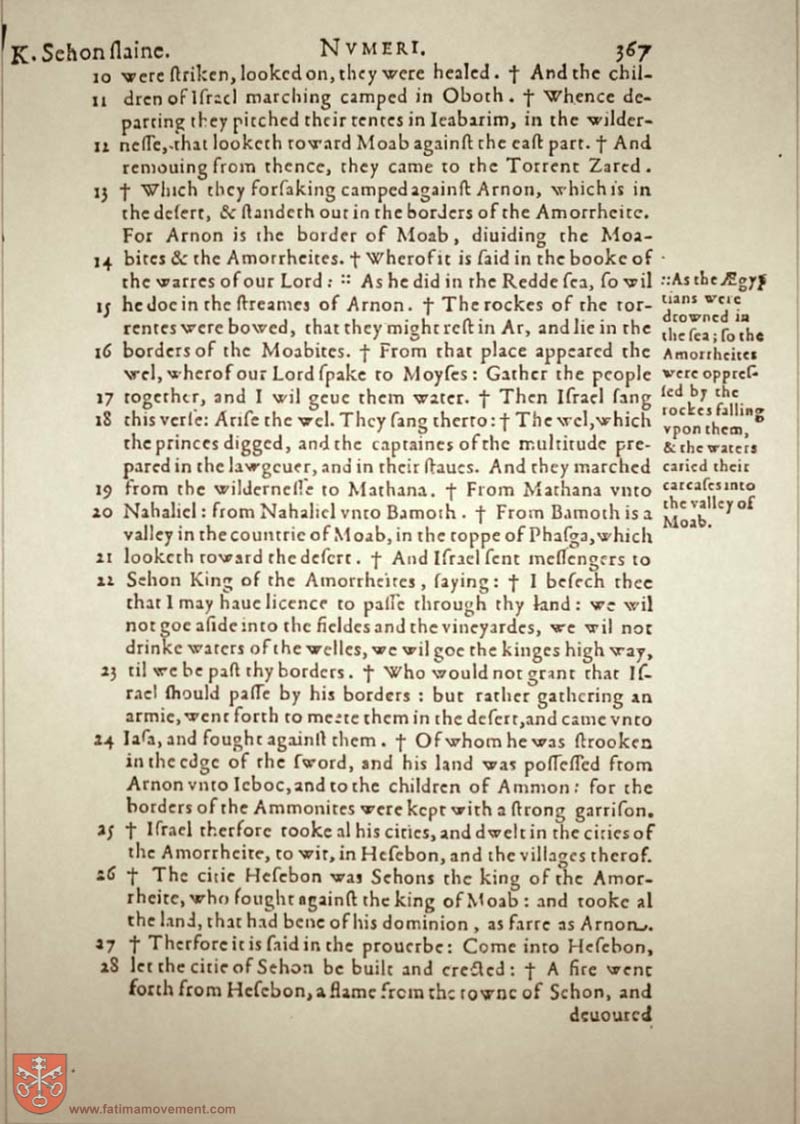 K. Sehon ſlaine. NVMERI. 367
10 were ſtriken, looked on, they were healed. † And the chil-
11 dren of Iſrael marching camped in Oboth. † Whence de-
parting they pitched their tentes in Ieabarim, in the wilder-
12 neſſe, that looketh toward Moab againſt the eaſt part. † And
remouing from thence, they came to the Torrent Zared.
13 † Which they forſaking camped againſt Arnon, which is in
the deſert, & ſtandeth out in the borders of the Amorrheite.
For Arnon is the border of Moab, diuiding the Moa-
14 bites & the Amorrheites. † Wherof it is ſaid in the booke of
the warres of our Lord: :: As he did in the Redde ſea, ſo wil
15 he doe in the ſtreames of Arnon. † The rockes of the tor-
rentes were bowed, that they might reſt in Ar, and lie in the
16 borders of the Moabites. † From that place appeared the
wel, wherof our Lord ſpake to Moyſes: Gather the people
17 together, and I wil geue them water. † Then Iſrael ſang
18 this verſe: Ariſe the wel. They ſang therto: † The wel, which
the princes digged, and the captaines of the multitude pre-
pared in the lawgeuer, and in their ſtaues. And they marched
19 from the wilderneſſe to Mathana. † From Mathana vnto
20 Nahaliel: from Nahaliel vnto Bamoth. † From Bamoth is a
valley in the countrie of Moab, in the toppe of Phaſga, which
21 looketh toward the deſert. † And Iſrael ſent meſſengers to
22 Sehon King of the Amorrheites, ſaying: † I beſech thee
that I may haue licence to paſſe through thy land: we wil
not goe aſide into the fieldes and the vineyardes, we wil not
drinke waters of the welles, we wil goe the kinges high way,
23 til we be paſt thy borders. † Who would not grant that Iſ-
rael ſhould paſſe by his borders: but rather gathering an
armie, went forth to meete them in the deſert, and came vnto
24 Iaſa, and fought againſt them. † Of whom he was ſtrooken
in the edge of the ſword, and his land was poſſeſſed from
Arnon vnto Ieboc, and to the children of Ammon: for the
borders of the Ammonites were kept with a ſtrong garriſon.
25 † Iſrael therfore tooke al his cities, and dwelt in the cities of
the Amorrheite, to wit, in Heſebon, and the villages therof.
26 † The citie Heſebon was Sehons the king of the Amor-
rheite, who fought againſt the king of Moab: and tooke al
the land, that had bene of his dominion, as farre as Arnon.
27 † Therfore it is ſaid in the prouerbe: Come into Heſebon,
28 let the citie of Sehon be built and erected: † A fire went
forth from Heſebon, a flame from the towne of Sehon, and
deuoured
:: As the Ægyp
tians were
drowned in
the ſea; ſo the
Amorrheites
were oppreſ-
ſed by the
rockes falling
vpon them,
& the waters
caried their
carcaſes into
the valley of
Moab.
www.fatimamovement.com